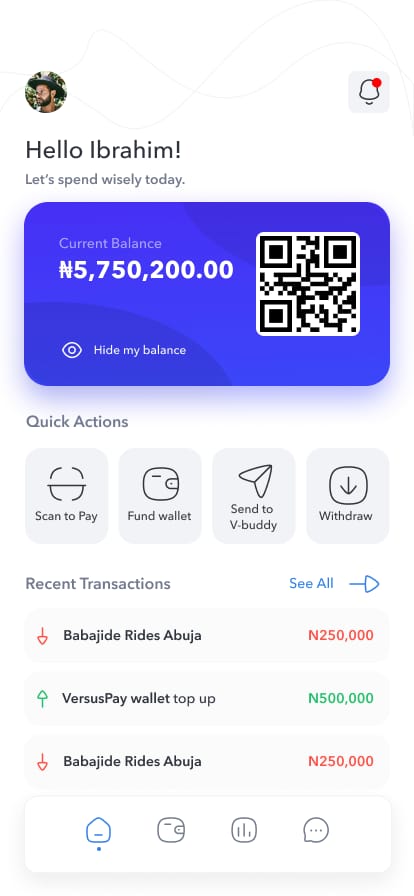 Hello Ibrahim!
Let's spend wisely today.
Current Balance
₦5,750,200.00
Hide my balance
Quick Actions
Scan to Pay
Fund wallet
Send to
V-buddy
Withdraw
Recent Transactions
See All
Babajide Rides Abuja
N250,000
VersusPay wallet top up
N500,000
Babajide Rides Abuja
N250,000